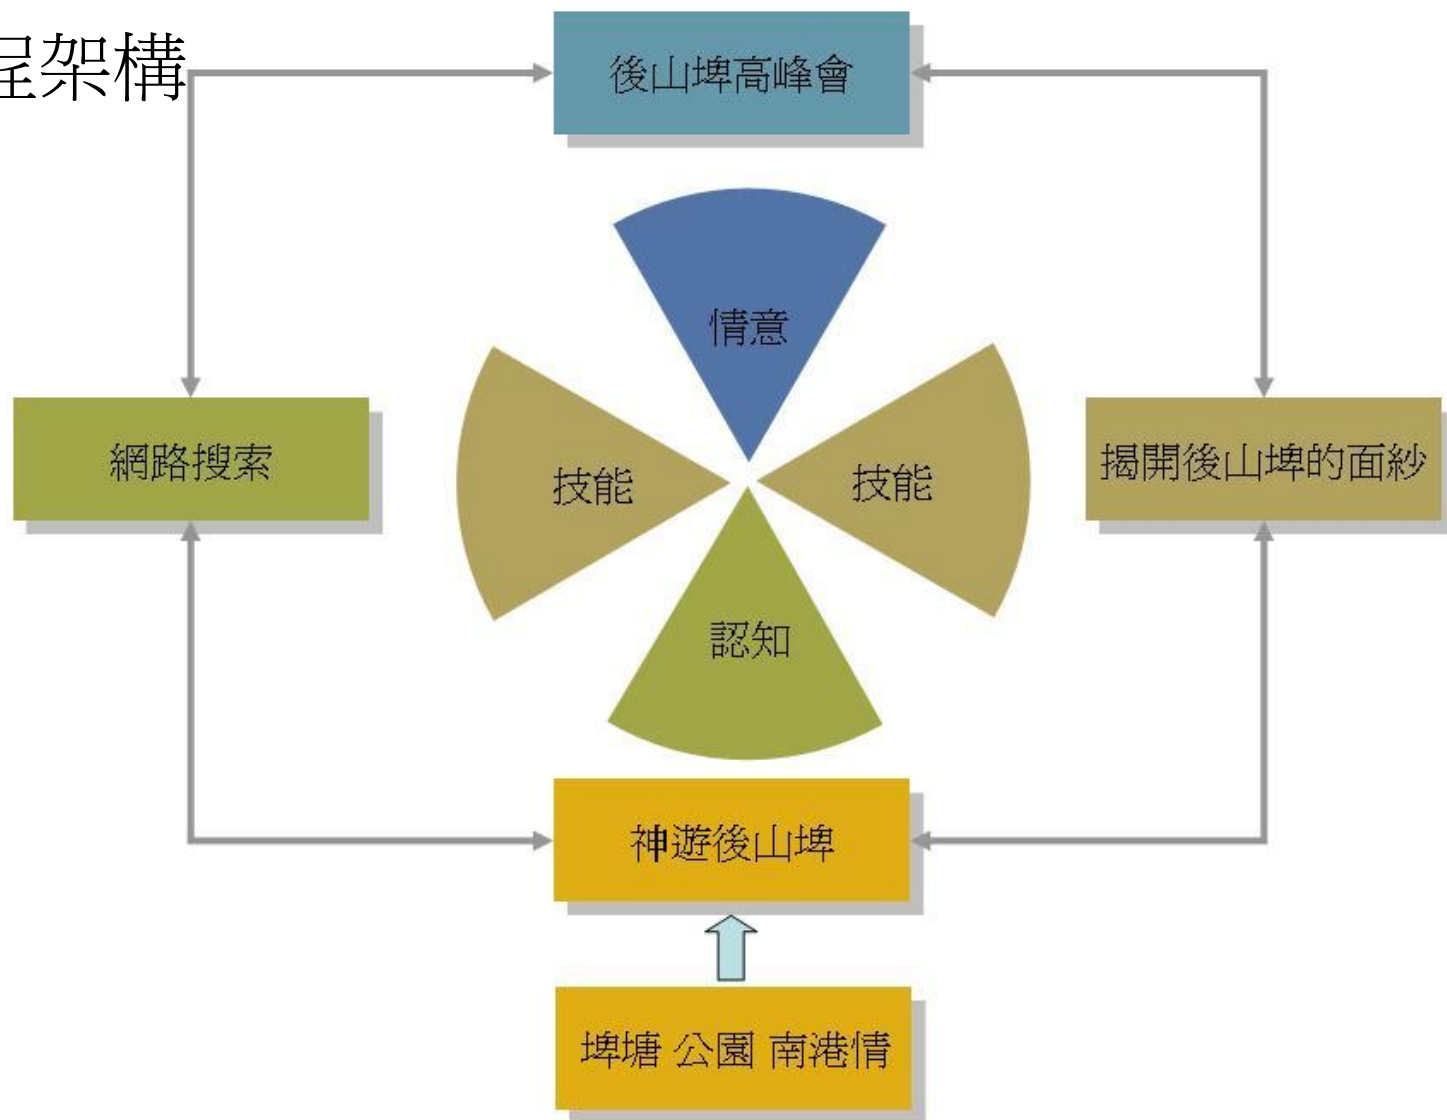 程架構
後山埤高峰會
情意
網路搜索
技能
技能
揭開後山埤的面紗
認知
神遊後山埤
埤塘 公園 南港情